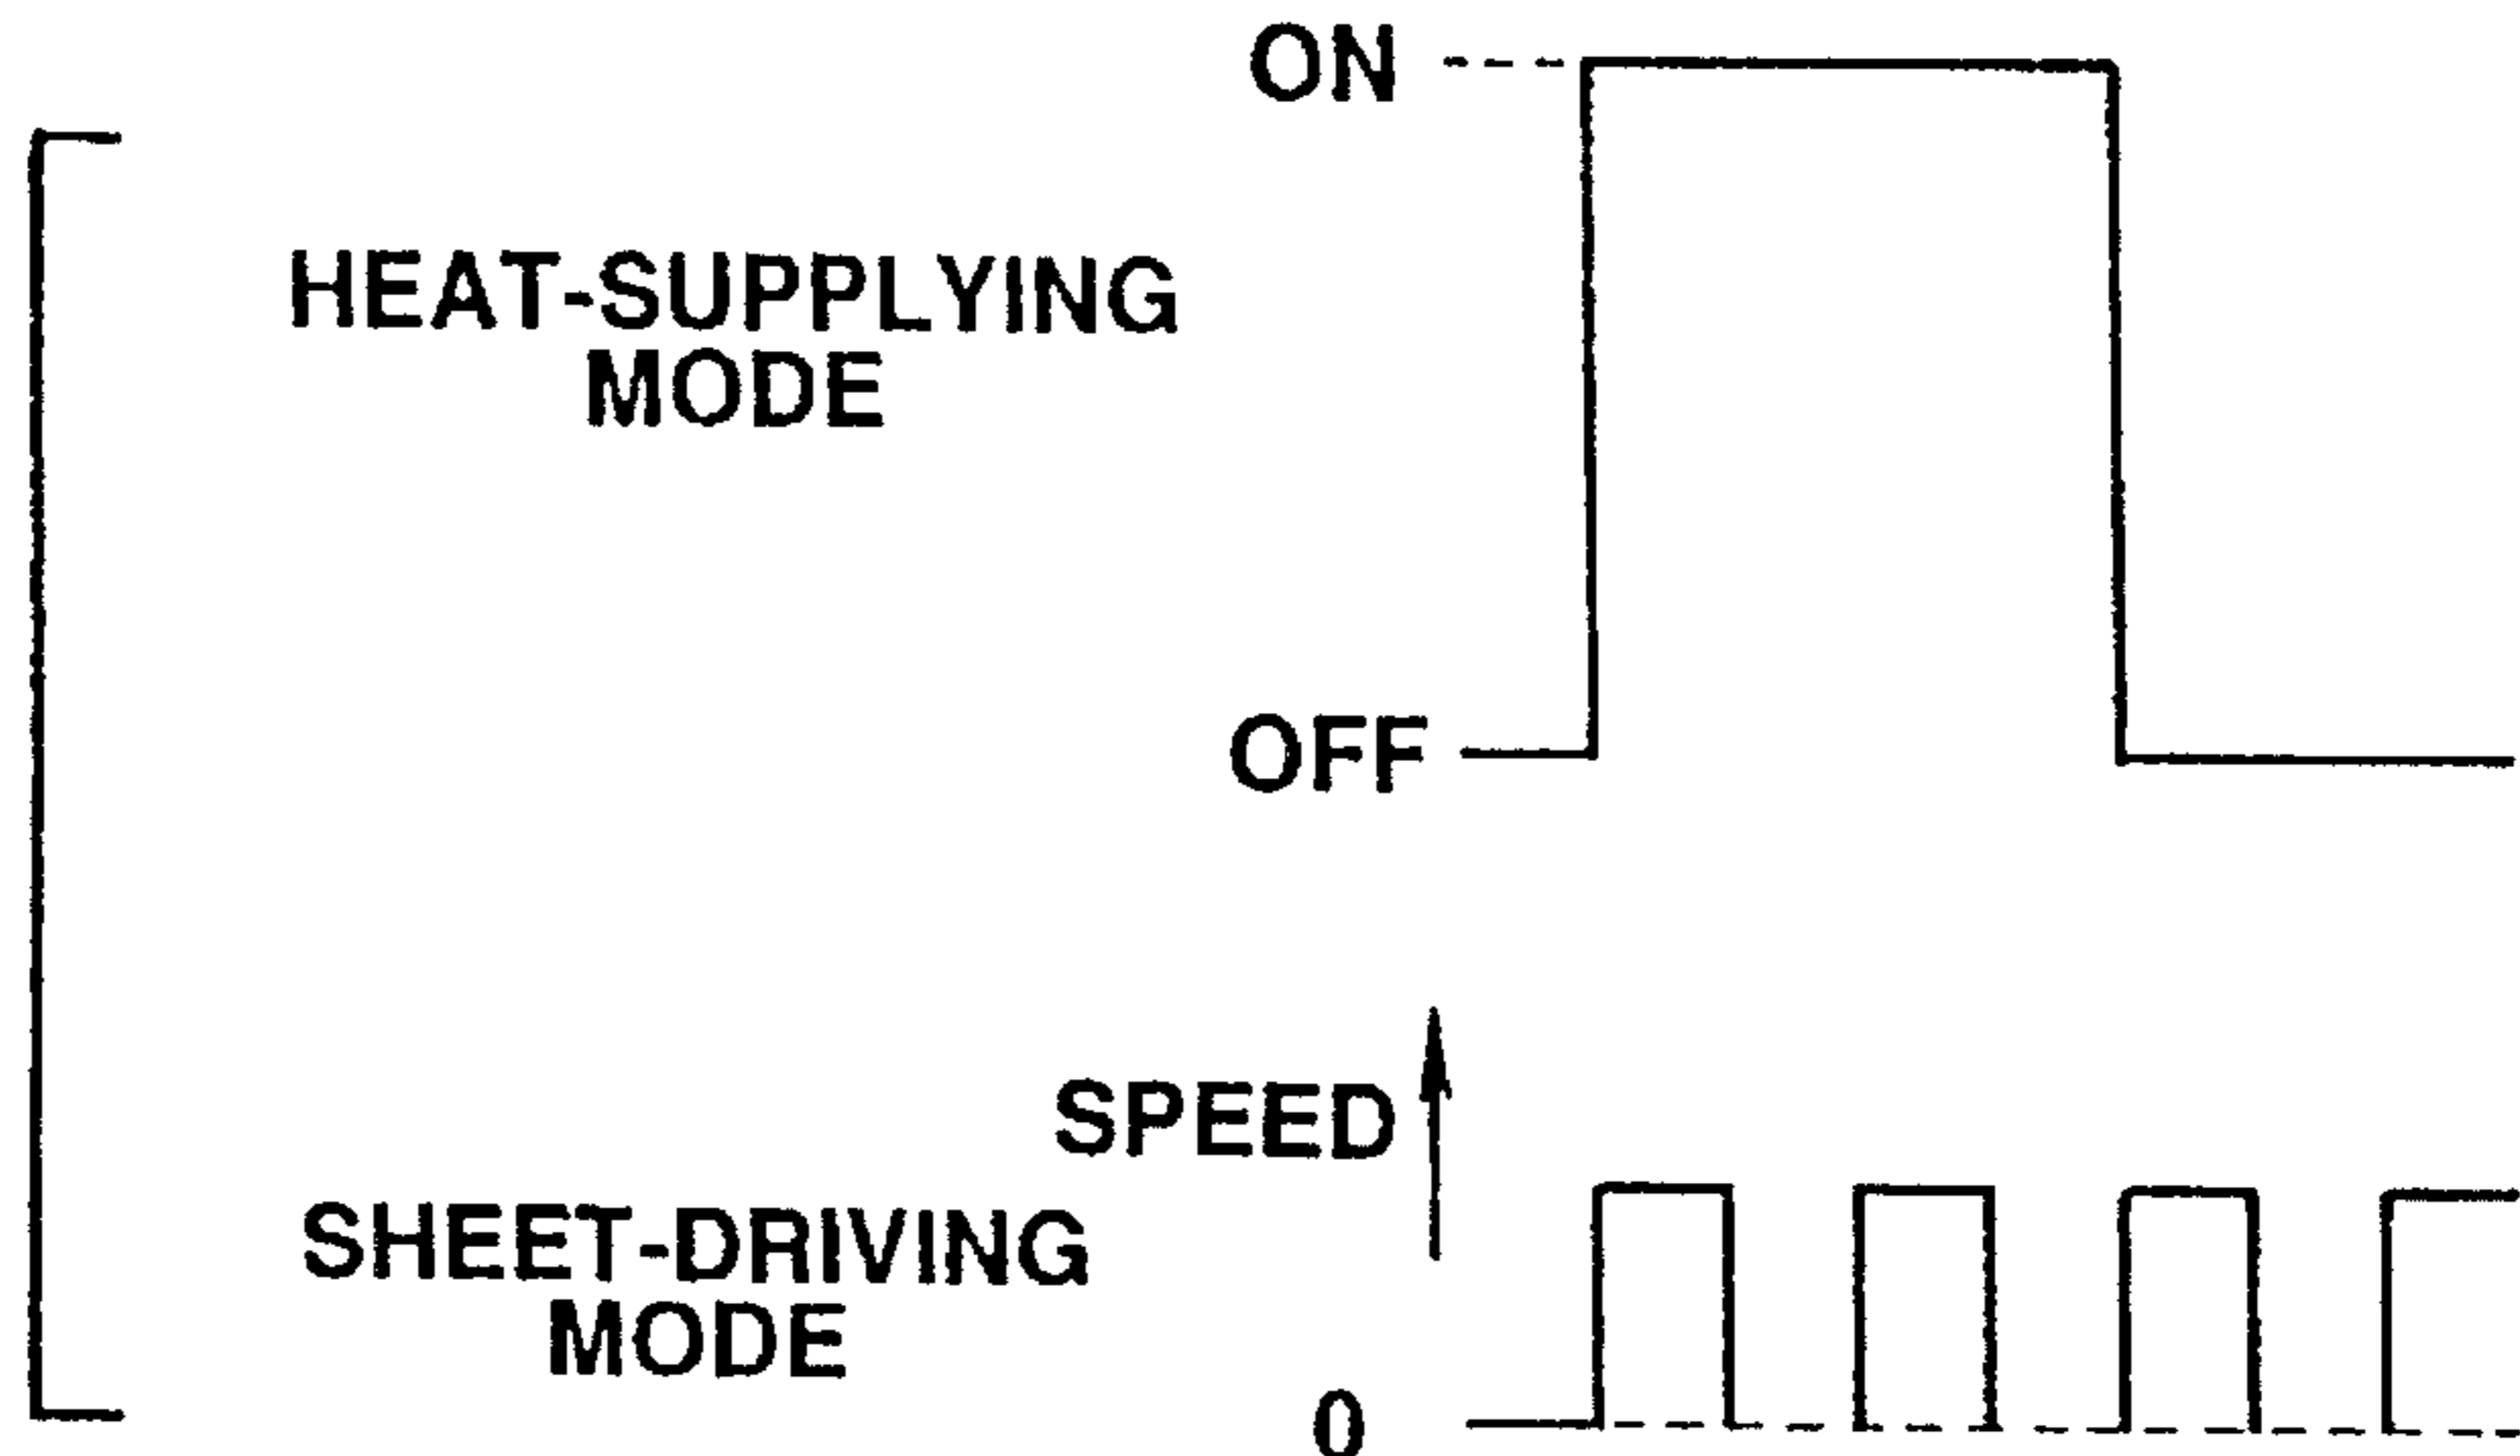 ON
HEAT-SUPPLYING
MODE
OFF
SPEED
SHEET-DRIVING
MODE
0